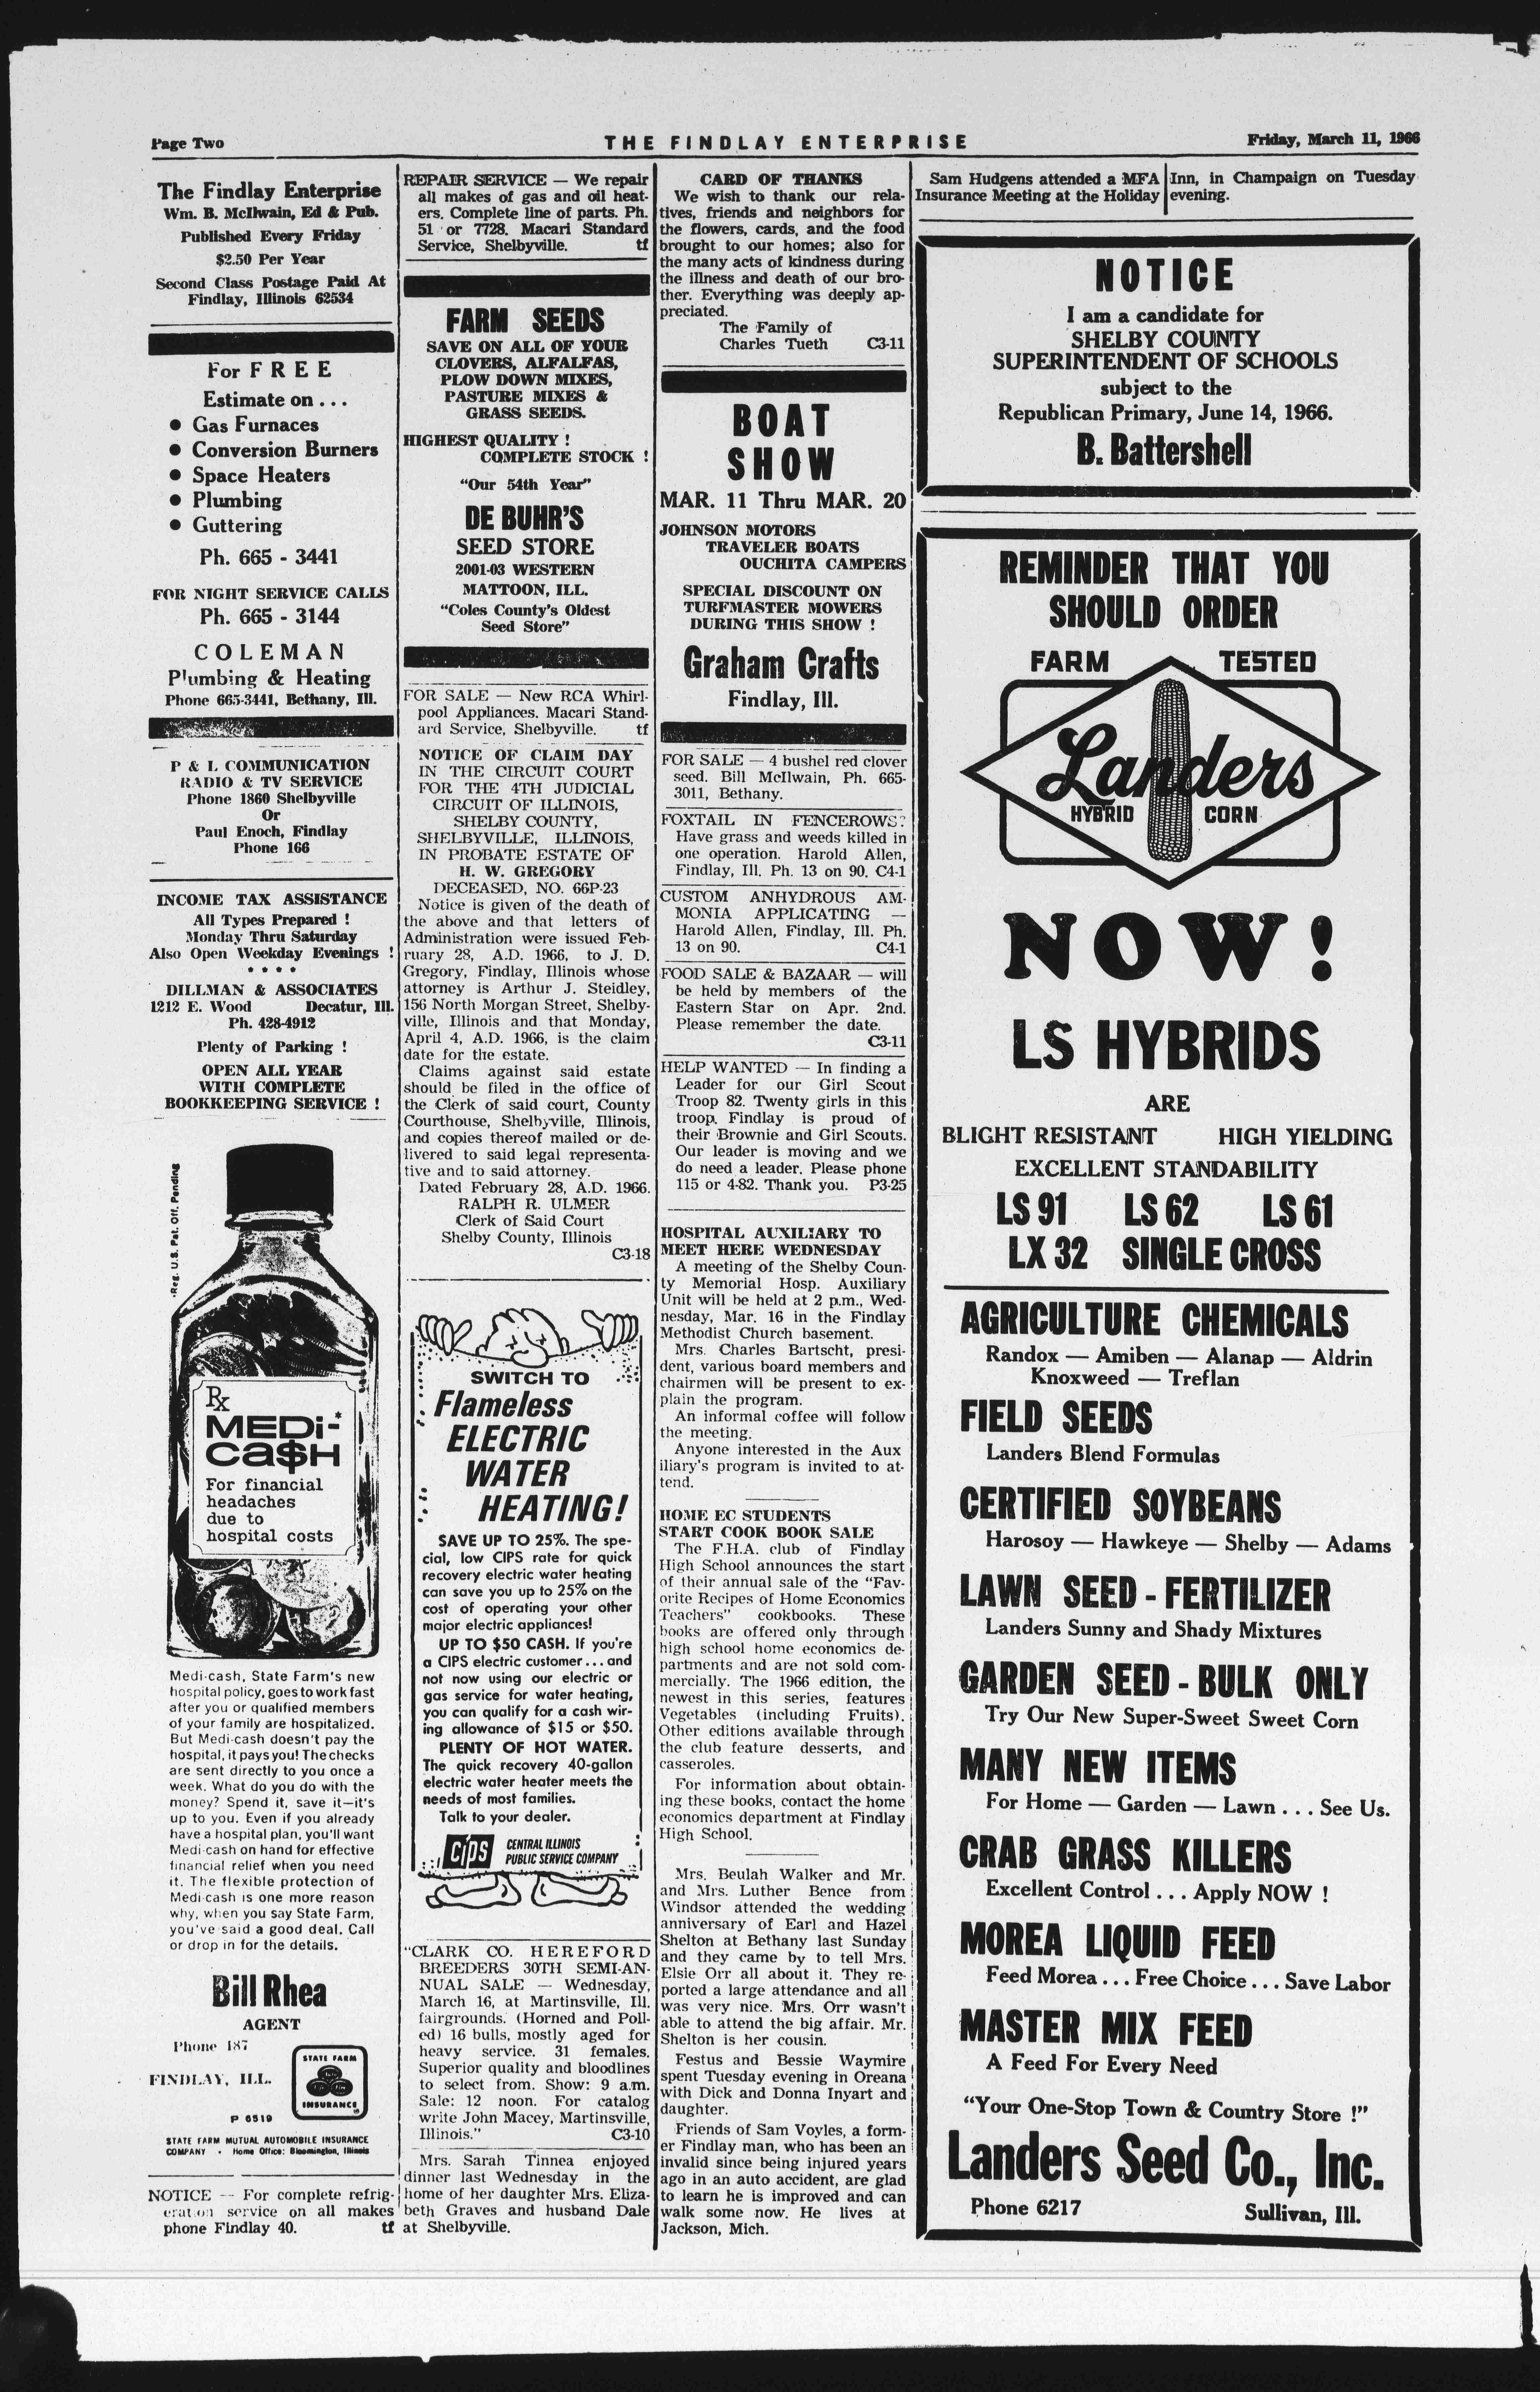 Page Two
THE FINDLAY ENTERPRISE
Friday, March 11, 1966
The Findlay Enterprise
Wm. B. McIlwain, Ed & Pub.
Published Every Friday
$2.50 Per Year
Second Class Postage Paid At
Findlay, Illinois 62534
For FREE
Estimate on . . .
● Gas Furnaces
● Conversion Burners
● Space Heaters
● Plumbing
● Guttering
Ph. 665 - 3441
FOR NIGHT SERVICE CALLS
Ph. 665 - 3144
COLEMAN
Plumbing & Heating
Phone 665-3441, Bethany, Ill.
P & L COMMUNICATION
RADIO & TV SERVICE
Phone 1860 Shelbyville
Or
Paul Enoch, Findlay
Phone 166
INCOME TAX ASSISTANCE
All Types Prepared !
Monday Thru Saturday
Also Open Weekday Evenings !
* * * *
DILLMAN & ASSOCIATES
1212 E. Wood Decatur, Ill.
Ph. 428-4912
Plenty of Parking !
OPEN ALL YEAR
WITH COMPLETE
BOOKKEEPING SERVICE !
*Reg. U.S. Pat. Off. Pending
Rx
MEDi-*
Ca$H
For financial
headaches
due to
hospital costs
Medi-cash, State Farm's new
hospital policy, goes to work fast
after you or qualified members
of your family are hospitalized.
But Medi-cash doesn't pay the
hospital, it pays you! The checks
are sent directly to you once a
week. What do you do with the
money? Spend it, save it—it's
up to you. Even if you already
have a hospital plan, you'll want
Medi-cash on hand for effective
financial relief when you need
it. The flexible protection of
Medi-cash is one more reason
why, when you say State Farm,
you've said a good deal. Call
or drop in for the details.
Bill Rhea
AGENT
Phone 187
FINDLAY, ILL.
STATE FARM
INSURANCE
P 6519
STATE FARM MUTUAL AUTOMOBILE INSURANCE
COMPANY • Home Office: Bloomington, Illinois
NOTICE — For complete refrig-
eration service on all makes
phone Findlay 40. tf
REPAIR SERVICE — We repair
all makes of gas and oil heat-
ers. Complete line of parts. Ph.
51 or 7728. Macari Standard
Service, Shelbyville. tf
FARM SEEDS
SAVE ON ALL OF YOUR
CLOVERS, ALFALFAS,
PLOW DOWN MIXES,
PASTURE MIXES &
GRASS SEEDS.
HIGHEST QUALITY !
COMPLETE STOCK !
"Our 54th Year"
DE BUHR'S
SEED STORE
2001-03 WESTERN
MATTOON, ILL.
"Coles County's Oldest
Seed Store"
FOR SALE — New RCA Whirl-
pool Appliances. Macari Stand-
ard Service, Shelbyville. tf
NOTICE OF CLAIM DAY
IN THE CIRCUIT COURT
FOR THE 4TH JUDICIAL
CIRCUIT OF ILLINOIS,
SHELBY COUNTY,
SHELBYVILLE, ILLINOIS,
IN PROBATE ESTATE OF
H. W. GREGORY
DECEASED, NO. 66P-23
Notice is given of the death of
the above and that letters of
Administration were issued Feb-
ruary 28, A.D. 1966, to J. D.
Gregory, Findlay, Illinois whose
attorney is Arthur J. Steidley,
156 North Morgan Street, Shelby-
ville, Illinois and that Monday,
April 4, A.D. 1966, is the claim
date for the estate.
Claims against said estate
should be filed in the office of
the Clerk of said court, County
Courthouse, Shelbyville, Illinois,
and copies thereof mailed or de-
livered to said legal representa-
tive and to said attorney.
Dated February 28, A.D. 1966.
RALPH R. ULMER
Clerk of Said Court
Shelby County, Illinois
C3-18
SWITCH TO
Flameless
ELECTRIC
WATER
HEATING!
SAVE UP TO 25%. The spe-
cial, low CIPS rate for quick
recovery electric water heating
can save you up to 25% on the
cost of operating your other
major electric appliances!
UP TO $50 CASH. If you're
a CIPS electric customer . . . and
not now using our electric or
gas service for water heating,
you can qualify for a cash wir-
ing allowance of $15 or $50.
PLENTY OF HOT WATER.
The quick recovery 40-gallon
electric water heater meets the
needs of most families.
Talk to your dealer.
CIPS
CENTRAL ILLINOIS
PUBLIC SERVICE COMPANY
"CLARK CO. HEREFORD
BREEDERS 30TH SEMI-AN-
NUAL SALE — Wednesday,
March 16, at Martinsville, Ill.
fairgrounds. (Horned and Poll-
ed) 16 bulls, mostly aged for
heavy service. 31 females.
Superior quality and bloodlines
to select from. Show: 9 a.m.
Sale: 12 noon. For catalog
write John Macey, Martinsville,
Illinois." C3-10
Mrs. Sarah Tinnea enjoyed
dinner last Wednesday in the
home of her daughter Mrs. Eliza-
beth Graves and husband Dale
at Shelbyville.
CARD OF THANKS
We wish to thank our rela-
tives, friends and neighbors for
the flowers, cards, and the food
brought to our homes; also for
the many acts of kindness during
the illness and death of our bro-
ther. Everything was deeply ap-
preciated.
The Family of
Charles Tueth C3-11
BOAT
SHOW
MAR. 11 Thru MAR. 20
JOHNSON MOTORS
TRAVELER BOATS
OUCHITA CAMPERS
SPECIAL DISCOUNT ON
TURFMASTER MOWERS
DURING THIS SHOW !
Graham Crafts
Findlay, Ill.
FOR SALE — 4 bushel red clover
seed. Bill McIlwain, Ph. 665-
3011, Bethany.
FOXTAIL IN FENCEROWS?
Have grass and weeds killed in
one operation. Harold Allen,
Findlay, Ill. Ph. 13 on 90. C4-1
CUSTOM ANHYDROUS AM-
MONIA APPLICATING —
Harold Allen, Findlay, Ill. Ph.
13 on 90. C4-1
FOOD SALE & BAZAAR — will
be held by members of the
Eastern Star on Apr. 2nd.
Please remember the date.
C3-11
HELP WANTED — In finding a
Leader for our Girl Scout
Troop 82. Twenty girls in this
troop. Findlay is proud of
their Brownie and Girl Scouts.
Our leader is moving and we
do need a leader. Please phone
115 or 4-82. Thank you. P3-25
HOSPITAL AUXILIARY TO
MEET HERE WEDNESDAY
A meeting of the Shelby Coun-
ty Memorial Hosp. Auxiliary
Unit will be held at 2 p.m., Wed-
nesday, Mar. 16 in the Findlay
Methodist Church basement.
Mrs. Charles Bartscht, presi-
dent, various board members and
chairmen will be present to ex-
plain the program.
An informal coffee will follow
the meeting.
Anyone interested in the Aux
iliary's program is invited to at-
tend.
HOME EC STUDENTS
START COOK BOOK SALE
The F.H.A. club of Findlay
High School announces the start
of their annual sale of the "Fav-
orite Recipes of Home Economics
Teachers" cookbooks. These
books are offered only through
high school home economics de-
partments and are not sold com-
mercially. The 1966 edition, the
newest in this series, features
Vegetables (including Fruits).
Other editions available through
the club feature desserts, and
casseroles.
For information about obtain-
ing these books, contact the home
economics department at Findlay
High School.
Mrs. Beulah Walker and Mr.
and Mrs. Luther Bence from
Windsor attended the wedding
anniversary of Earl and Hazel
Shelton at Bethany last Sunday
and they came by to tell Mrs.
Elsie Orr all about it. They re-
ported a large attendance and all
was very nice. Mrs. Orr wasn't
able to attend the big affair. Mr.
Shelton is her cousin.
Festus and Bessie Waymire
spent Tuesday evening in Oreana
with Dick and Donna Inyart and
daughter.
Friends of Sam Voyles, a form-
er Findlay man, who has been an
invalid since being injured years
ago in an auto accident, are glad
to learn he is improved and can
walk some now. He lives at
Jackson, Mich.
Sam Hudgens attended a MFA
Insurance Meeting at the Holiday
Inn, in Champaign on Tuesday
evening.
NOTICE
I am a candidate for
SHELBY COUNTY
SUPERINTENDENT OF SCHOOLS
subject to the
Republican Primary, June 14, 1966.
B. Battershell
REMINDER THAT YOU
SHOULD ORDER
FARM TESTED
Landers
HYBRID CORN
NOW!
LS HYBRIDS
ARE
BLIGHT RESISTANT HIGH YIELDING
EXCELLENT STANDABILITY
LS 91 LS 62 LS 61
LX 32 SINGLE CROSS
AGRICULTURE CHEMICALS
Randox — Amiben — Alanap — Aldrin
Knoxweed — Treflan
FIELD SEEDS
Landers Blend Formulas
CERTIFIED SOYBEANS
Harosoy — Hawkeye — Shelby — Adams
LAWN SEED - FERTILIZER
Landers Sunny and Shady Mixtures
GARDEN SEED - BULK ONLY
Try Our New Super-Sweet Sweet Corn
MANY NEW ITEMS
For Home — Garden — Lawn . . . See Us.
CRAB GRASS KILLERS
Excellent Control . . . Apply NOW !
MOREA LIQUID FEED
Feed Morea . . . Free Choice . . . Save Labor
MASTER MIX FEED
A Feed For Every Need
"Your One-Stop Town & Country Store !"
Landers Seed Co., Inc.
Phone 6217 Sullivan, Ill.